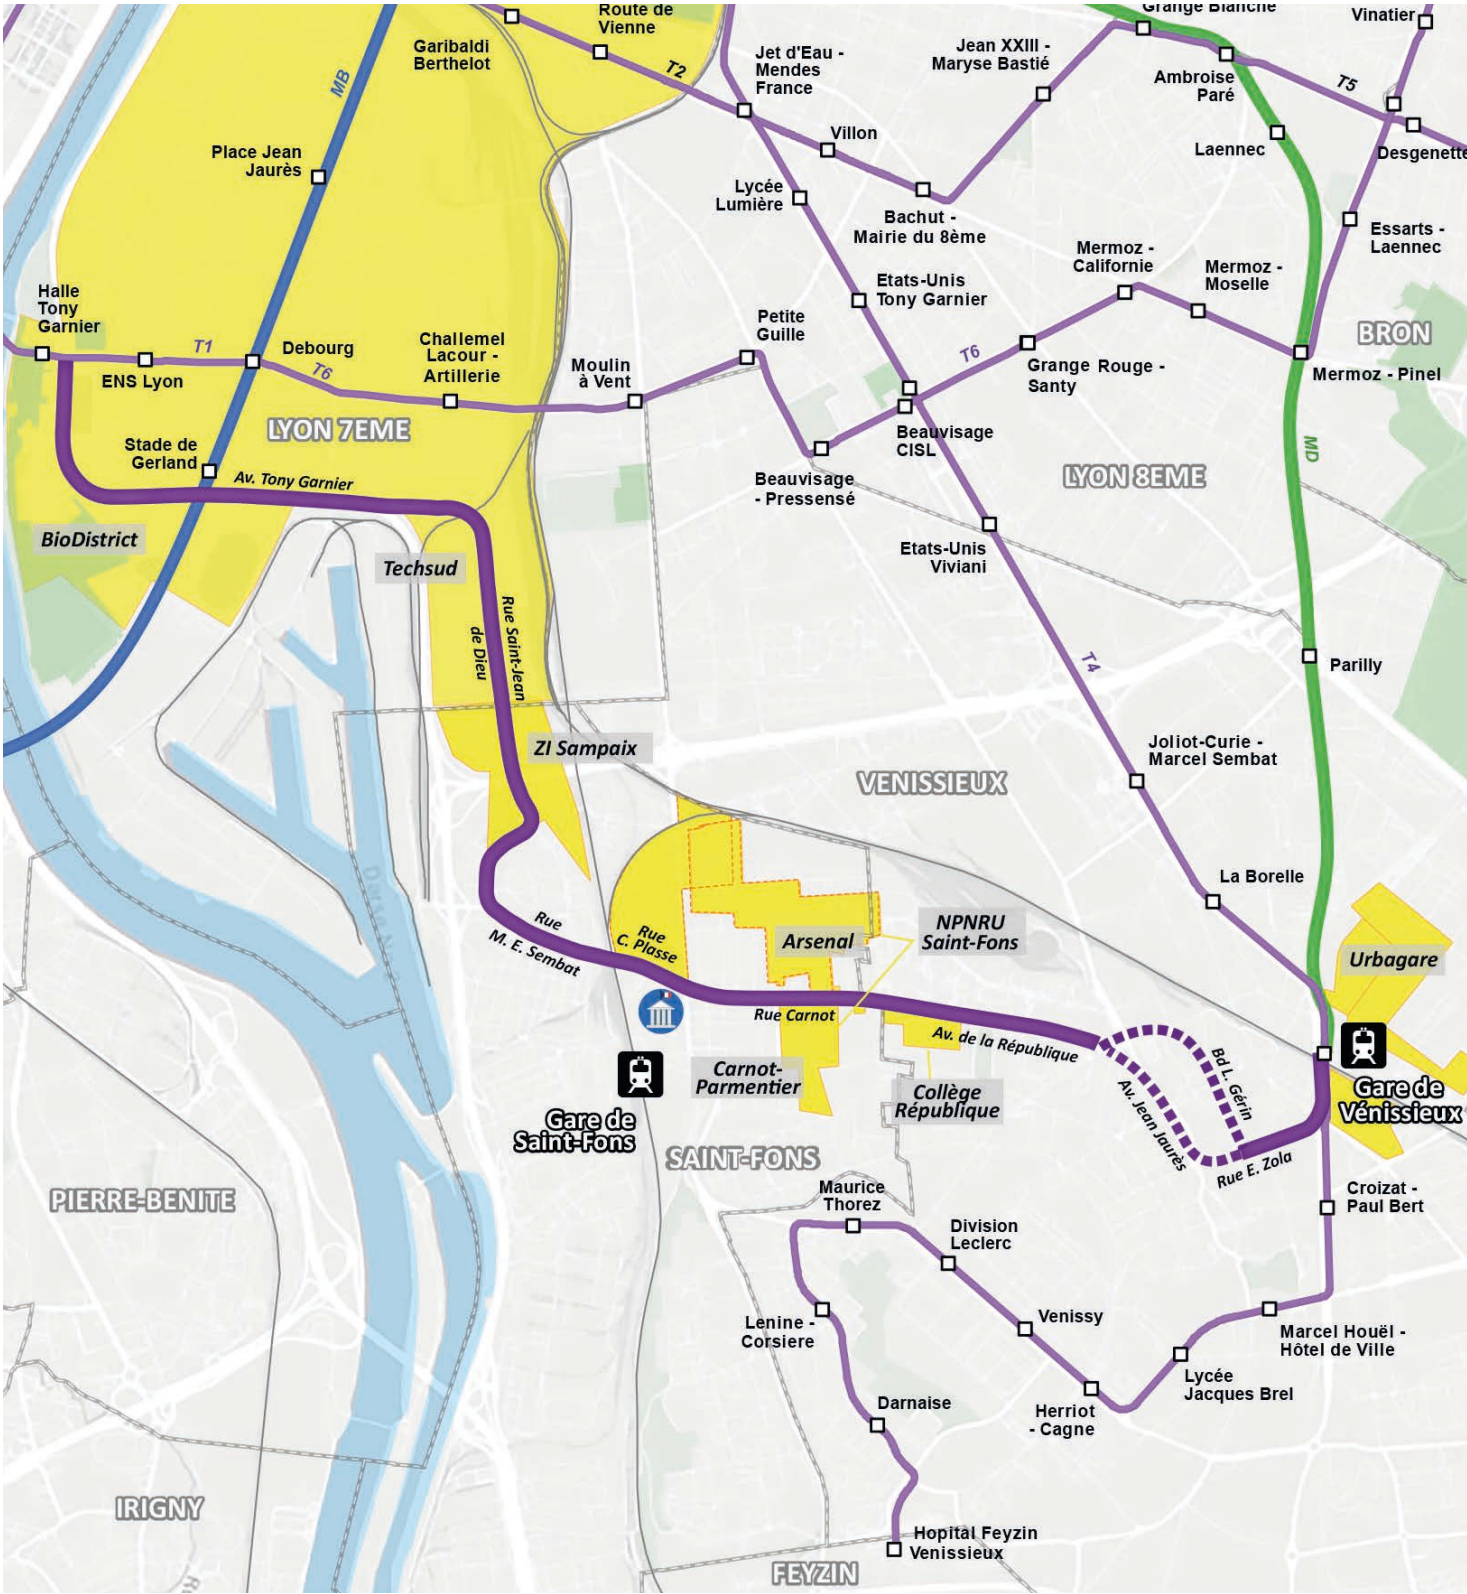 Route de
Vienne
Grange Blanche
Vinatier
Garibaldi
Berthelot
MB
T2
Jet d'Eau -
Mendes
France
Jean XXIII -
Maryse Bastié
Ambroise
Paré
T5
Place Jean
Jaurès
Villon
Laennec
Desgenette
Lycée
Lumière
Bachut -
Mairie du 8ème
Essarts -
Laennec
Mermoz -
Californie
Mermoz -
Moselle
Halle
Tony
Garnier
Etats-Unis
Tony Garnier
Petite
Guille
BRON
T1
Debourg
Challemel
Lacour -
Artillerie
T6
ENS Lyon
Moulin
à Vent
T6
Grange Rouge -
Santy
Mermoz - Pinel
LYON 7EME
Stade de
Gerland
Beauvisage
CISL
MD
Av. Tony Garnier
Beauvisage
- Pressensé
LYON 8EME
BioDistrict
Techsud
Etats-Unis
Viviani
Rue Saint-Jean
de Dieu
T4
Parilly
ZI Sampaix
Joliot-Curie -
Marcel Sembat
VENISSIEUX
La Borelle
Rue
M. E. Sembat
Rue
C. Plasse
Arsenal
NPNRU
Saint-Fons
Urbagare
Rue Carnot
Av. de la République
Carnot-
Parmentier
Collège
République
Bd L. Gérin
Av. Jean Jaurès
Rue E. Zola
Gare de
Vénissieux
Gare de
Saint-Fons
SAINT-FONS
PIERRE-BENITE
Maurice
Thorez
Division
Leclerc
Croizat -
Paul Bert
Lenine -
Corsiere
Venissy
Marcel Houël -
Hôtel de Ville
Lycée
Jacques Brel
Darnaise
Herriot
- Cagne
IRIGNY
Hopital Feyzin
Venissieux
FEYZIN